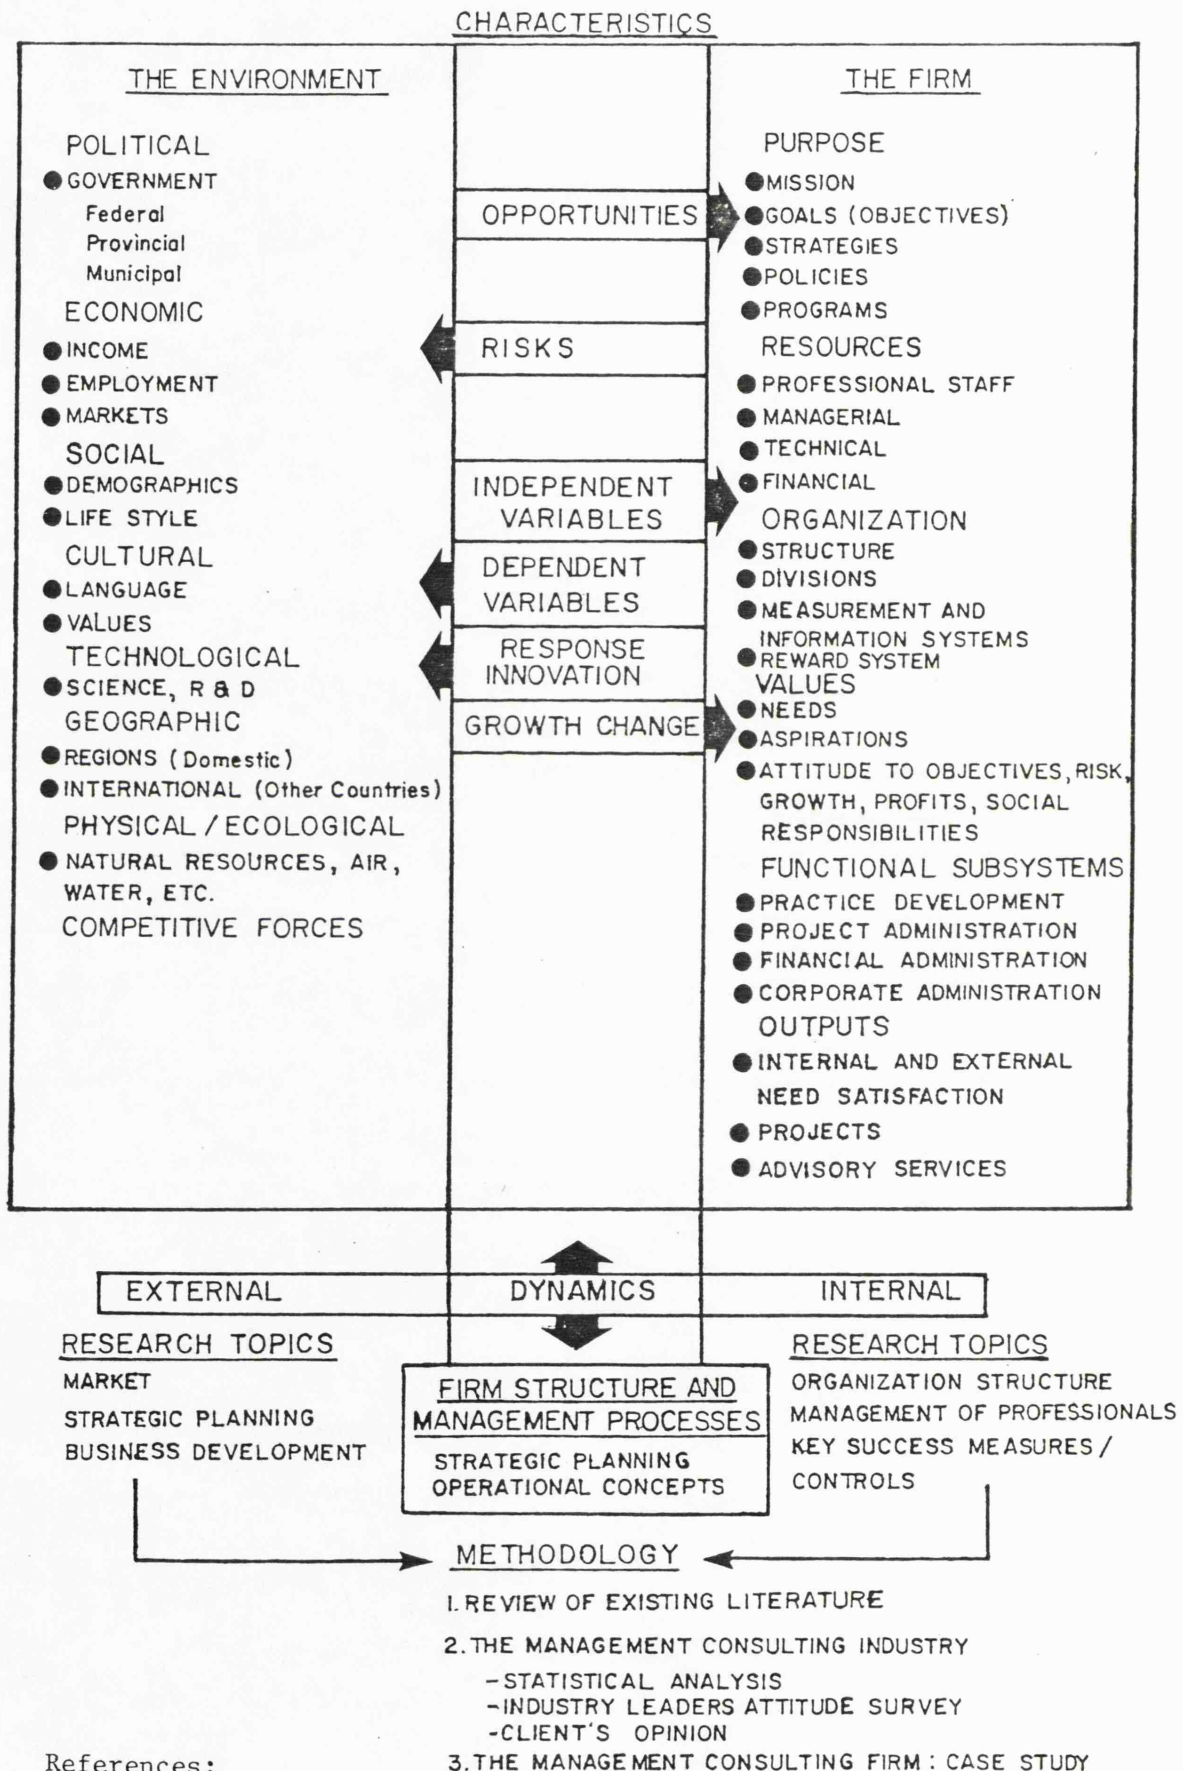 CHARACTERISTICS
THE ENVIRONMENT
POLITICAL
● GOVERNMENT
Federal
Provincial
Municipal
ECONOMIC
● INCOME
● EMPLOYMENT
● MARKETS
SOCIAL
● DEMOGRAPHICS
● LIFE STYLE
CULTURAL
● LANGUAGE
● VALUES
TECHNOLOGICAL
● SCIENCE, R & D
GEOGRAPHIC
● REGIONS (Domestic)
● INTERNATIONAL (Other Countries)
PHYSICAL / ECOLOGICAL
● NATURAL RESOURCES, AIR,
WATER, ETC.
COMPETITIVE FORCES
OPPORTUNITIES
RISKS
INDEPENDENT
VARIABLES
DEPENDENT
VARIABLES
RESPONSE
INNOVATION
GROWTH CHANGE
THE FIRM
PURPOSE
● MISSION
● GOALS (OBJECTIVES)
● STRATEGIES
● POLICIES
● PROGRAMS
RESOURCES
● PROFESSIONAL STAFF
● MANAGERIAL
● TECHNICAL
● FINANCIAL
ORGANIZATION
● STRUCTURE
● DIVISIONS
● MEASUREMENT AND
INFORMATION SYSTEMS
● REWARD SYSTEM
VALUES
● NEEDS
● ASPIRATIONS
● ATTITUDE TO OBJECTIVES, RISK,
GROWTH, PROFITS, SOCIAL
RESPONSIBILITIES
FUNCTIONAL SUBSYSTEMS
● PRACTICE DEVELOPMENT
● PROJECT ADMINISTRATION
● FINANCIAL ADMINISTRATION
● CORPORATE ADMINISTRATION
OUTPUTS
● INTERNAL AND EXTERNAL
NEED SATISFACTION
● PROJECTS
● ADVISORY SERVICES
EXTERNAL
DYNAMICS
INTERNAL
RESEARCH TOPICS
MARKET
STRATEGIC PLANNING
BUSINESS DEVELOPMENT
FIRM STRUCTURE AND
MANAGEMENT PROCESSES
STRATEGIC PLANNING
OPERATIONAL CONCEPTS
RESEARCH TOPICS
ORGANIZATION STRUCTURE
MANAGEMENT OF PROFESSIONALS
KEY SUCCESS MEASURES /
CONTROLS
METHODOLOGY
1. REVIEW OF EXISTING LITERATURE
2. THE MANAGEMENT CONSULTING INDUSTRY
- STATISTICAL ANALYSIS
- INDUSTRY LEADERS ATTITUDE SURVEY
- CLIENT'S OPINION
3. THE MANAGEMENT CONSULTING FIRM : CASE STUDY
References: